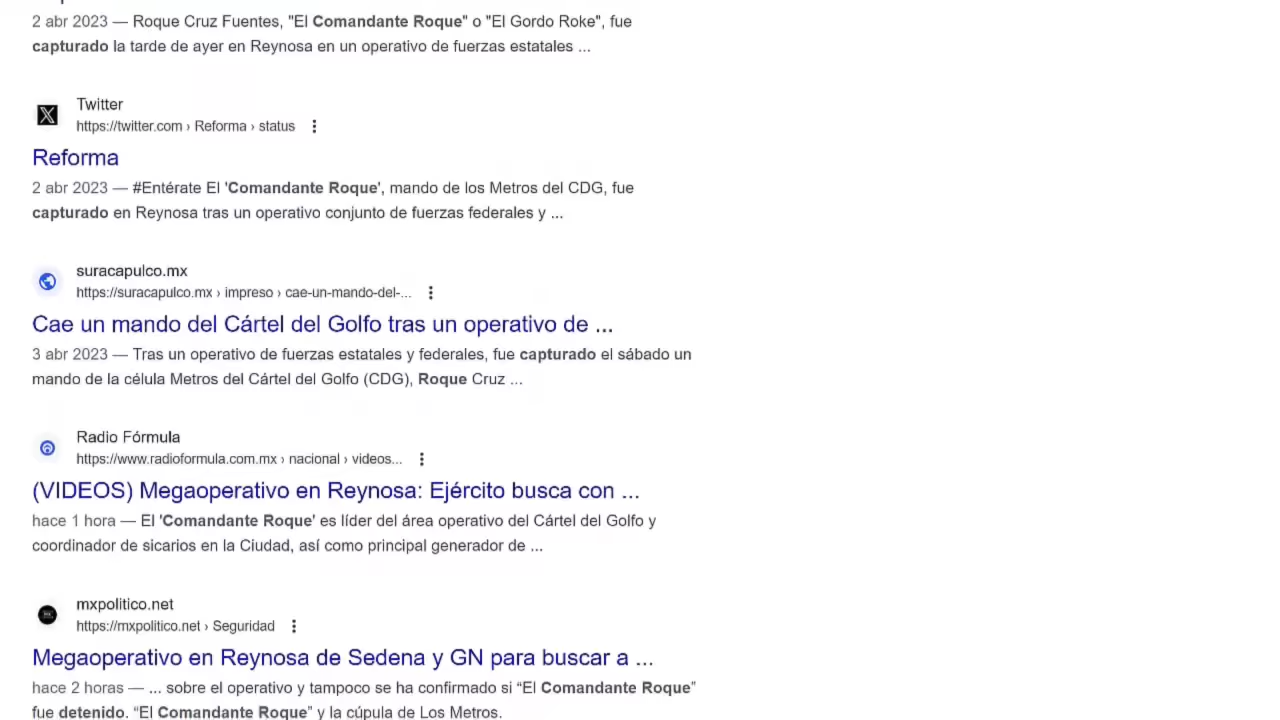 2 abr 2023 — Roque Cruz Fuentes, "El Comandante Roque" o "El Gordo Roke", fue
capturado la tarde de ayer en Reynosa en un operativo de fuerzas estatales ...
Twitter
https://twitter.com › Reforma › status
Reforma
2 abr 2023 — #Entérate El 'Comandante Roque', mando de los Metros del CDG, fue
capturado en Reynosa tras un operativo conjunto de fuerzas federales y ...
suracapulco.mx
https://suracapulco.mx › impreso › cae-un-mando-del-...
Cae un mando del Cártel del Golfo tras un operativo de ...
3 abr 2023 — Tras un operativo de fuerzas estatales y federales, fue capturado el sábado un
mando de la célula Metros del Cártel del Golfo (CDG), Roque Cruz ...
Radio Fórmula
https://www.radioformula.com.mx › nacional › videos...
(VIDEOS) Megaoperativo en Reynosa: Ejército busca con ...
hace 1 hora — El 'Comandante Roque' es líder del área operativo del Cártel del Golfo y
coordinador de sicarios en la Ciudad, así como principal generador de ...
mxpolitico.net
https://mxpolitico.net › Seguridad
Megaoperativo en Reynosa de Sedena y GN para buscar a ...
hace 2 horas — ... sobre el operativo y tampoco se ha confirmado si “El Comandante Roque”
fue detenido. “El Comandante Roque” y la cúpula de Los Metros.